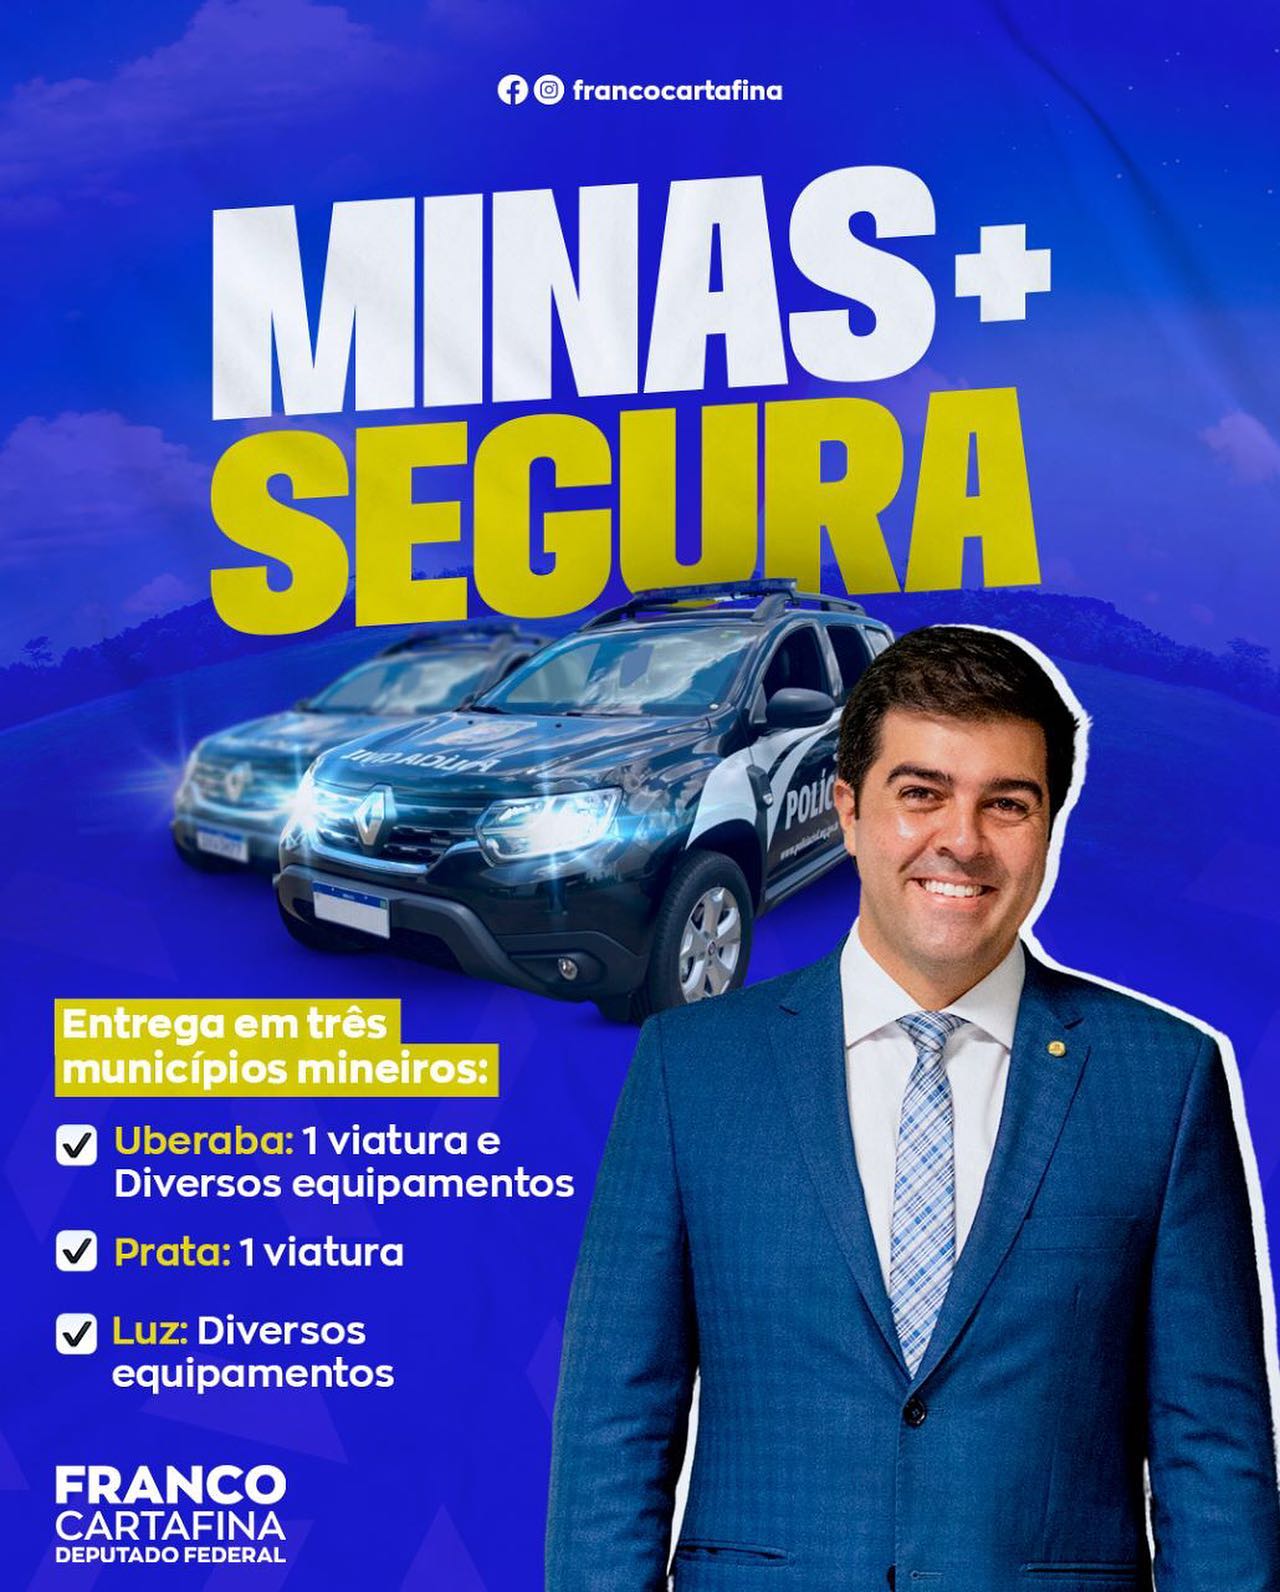 francocartafina
MINAS+
SEGURA
POLÍC
Entrega em três
municípios mineiros:
Uberaba: 1 viatura e
Diversos equipamentos
Prata: 1 viatura
Luz: Diversos
equipamentos
FRANCO
CARTAFINA
DEPUTADO FEDERAL